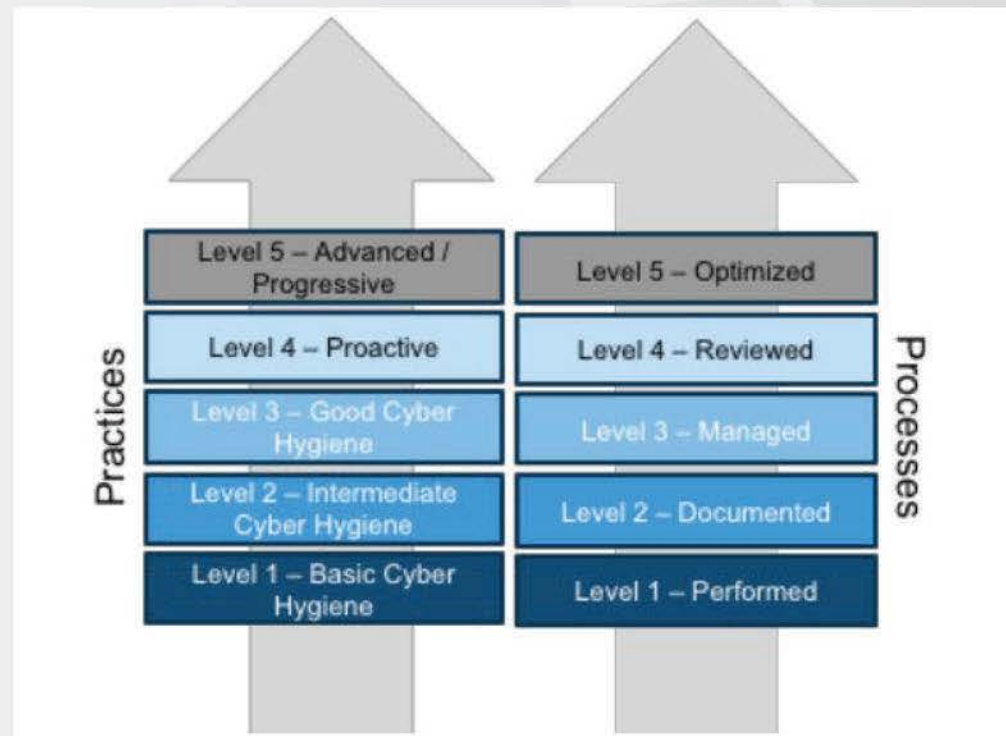 Practices
Level 5 – Advanced /
Progressive
Level 4 – Proactive
Level 3 – Good Cyber
Hygiene
Level 2 – Intermediate
Cyber Hygiene
Level 1 – Basic Cyber
Hygiene
Level 5 – Optimized
Level 4 – Reviewed
Level 3 – Managed
Level 2 – Documented
Level 1 – Performed
Processes